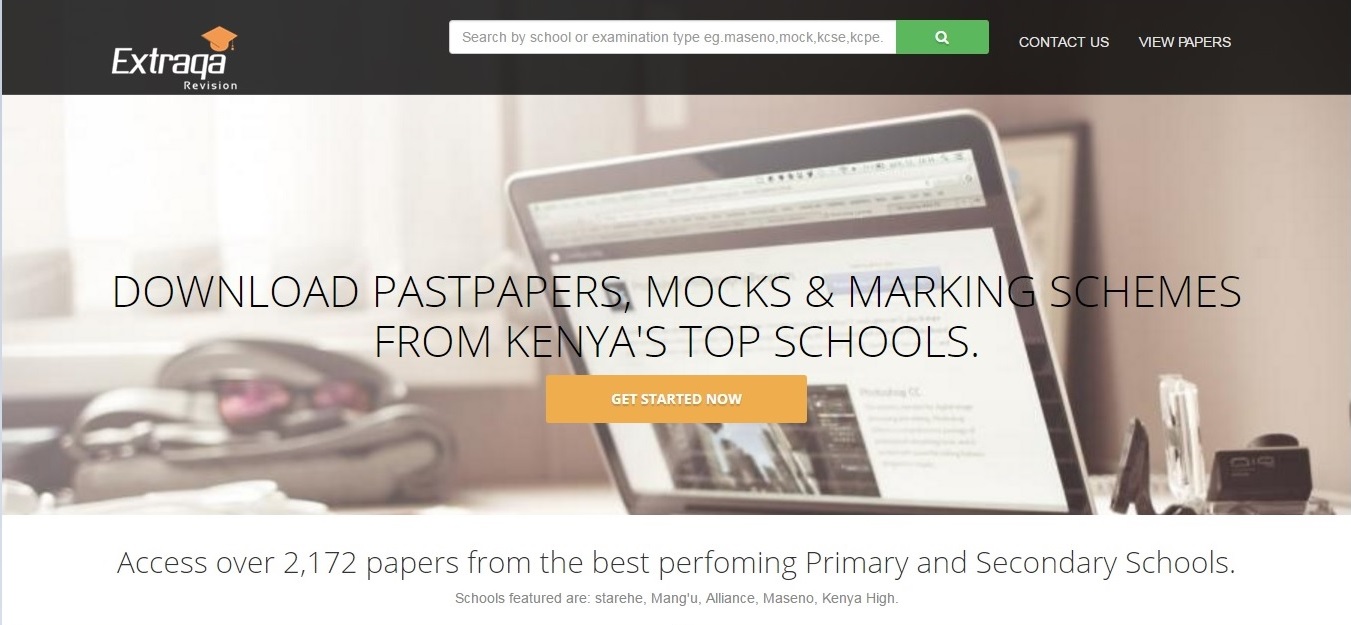 Extraqa
Revision
Search by school or examination type eg.maseno,mock,kcse,kcpe.
CONTACT US
VIEW PAPERS
DOWNLOAD PASTPAPERS, MOCKS & MARKING SCHEMES
FROM KENYA'S TOP SCHOOLS.
GET STARTED NOW
Photoshop CC
Access over 2,172 papers from the best perfoming Primary and Secondary Schools.
Schools featured are: starehe, Mang'u, Alliance, Maseno, Kenya High.